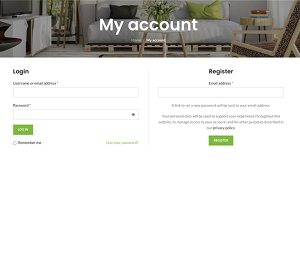 My account
Home My account
Login
Username or email address *
Password *
LOG IN
Remember me
Lost your password?
Register
Email address *
A link to set a new password will be sent to your email address.
Your personal data will be used to support your experience throughout this
website, to manage access to your account, and for other purposes described in
our privacy policy.
REGISTER